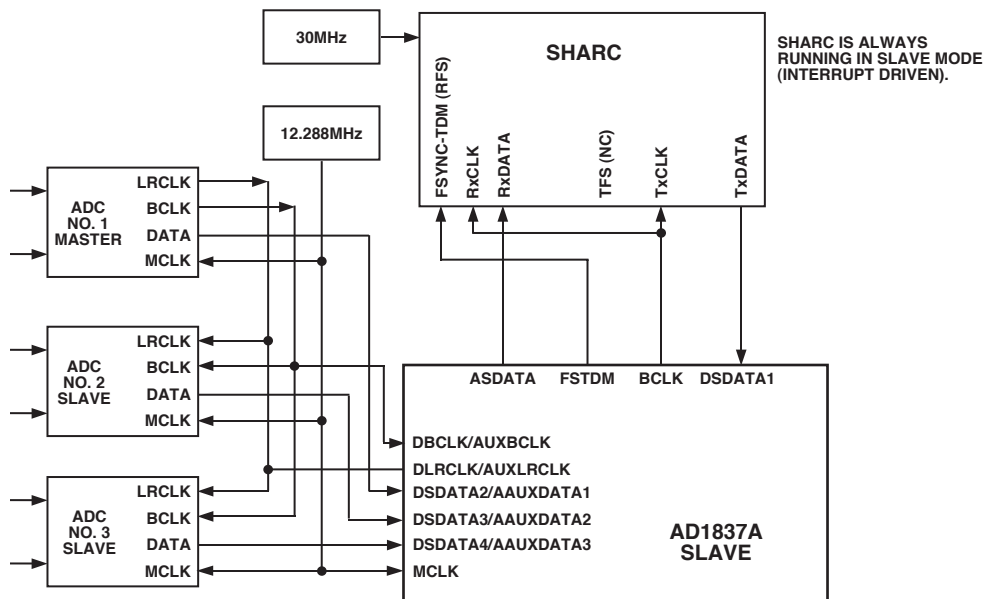 30MHz
SHARC
SHARC IS ALWAYS
RUNNING IN SLAVE MODE
(INTERRUPT DRIVEN).
12.288MHz
FSYNC-TDM (RFS)
RxCLK
RxDATA
TFS (NC)
TxCLK
TxDATA
ADC
NO. 1
MASTER
LRCLK
BCLK
DATA
MCLK
ADC
NO. 2
SLAVE
LRCLK
BCLK
DATA
MCLK
ADC
NO. 3
SLAVE
LRCLK
BCLK
DATA
MCLK
ASDATA FSTDM BCLK DSDATA1
DBCLK/AUXBCLK
DLRCLK/AUXLRCLK
DSDATA2/AAUXDATA1
DSDATA3/AAUXDATA2
DSDATA4/AAUXDATA3
MCLK
AD1837A
SLAVE